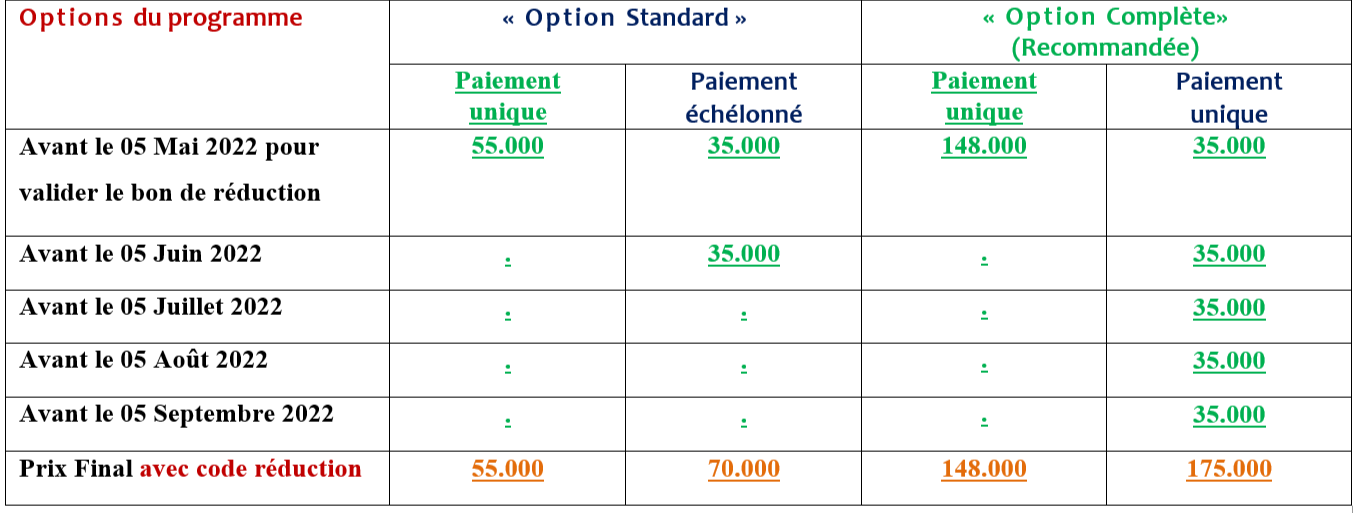 Options du programme
« Option Standard »
« Option Complète»
(Recommandée)
Paiement
unique
Paiement
échélonné
Paiement
unique
Paiement
unique
Avant le 05 Mai 2022 pour
valider le bon de réduction
55.000
35.000
148.000
35.000
Avant le 05 Juin 2022
-
35.000
-
35.000
Avant le 05 Juillet 2022
-
-
-
35.000
Avant le 05 Août 2022
-
-
-
35.000
Avant le 05 Septembre 2022
-
-
-
35.000
Prix Final avec code réduction
55.000
70.000
148.000
175.000